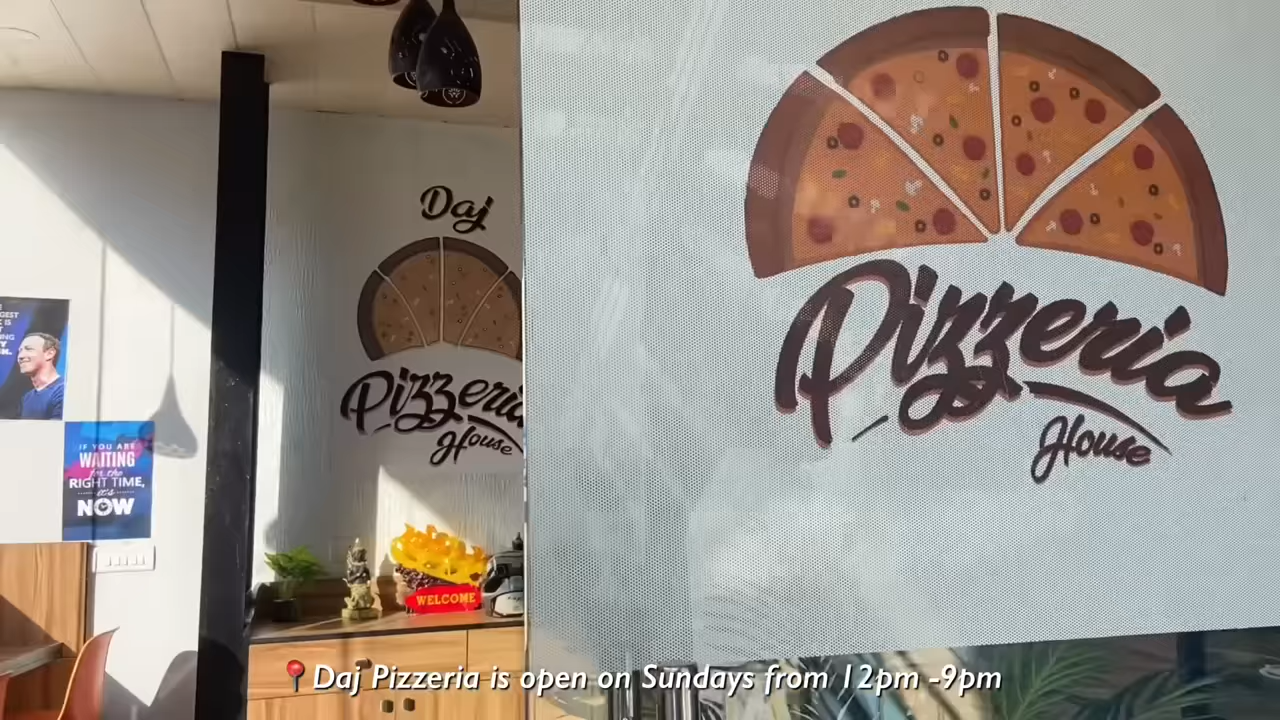 Daj
Pizzeria
House
Pizzeria
House
IF YOU ARE
WAITING
for the
RIGHT TIME,
it's
NOW
WELCOME
📍Daj Pizzeria is open on Sundays from 12pm -9pm